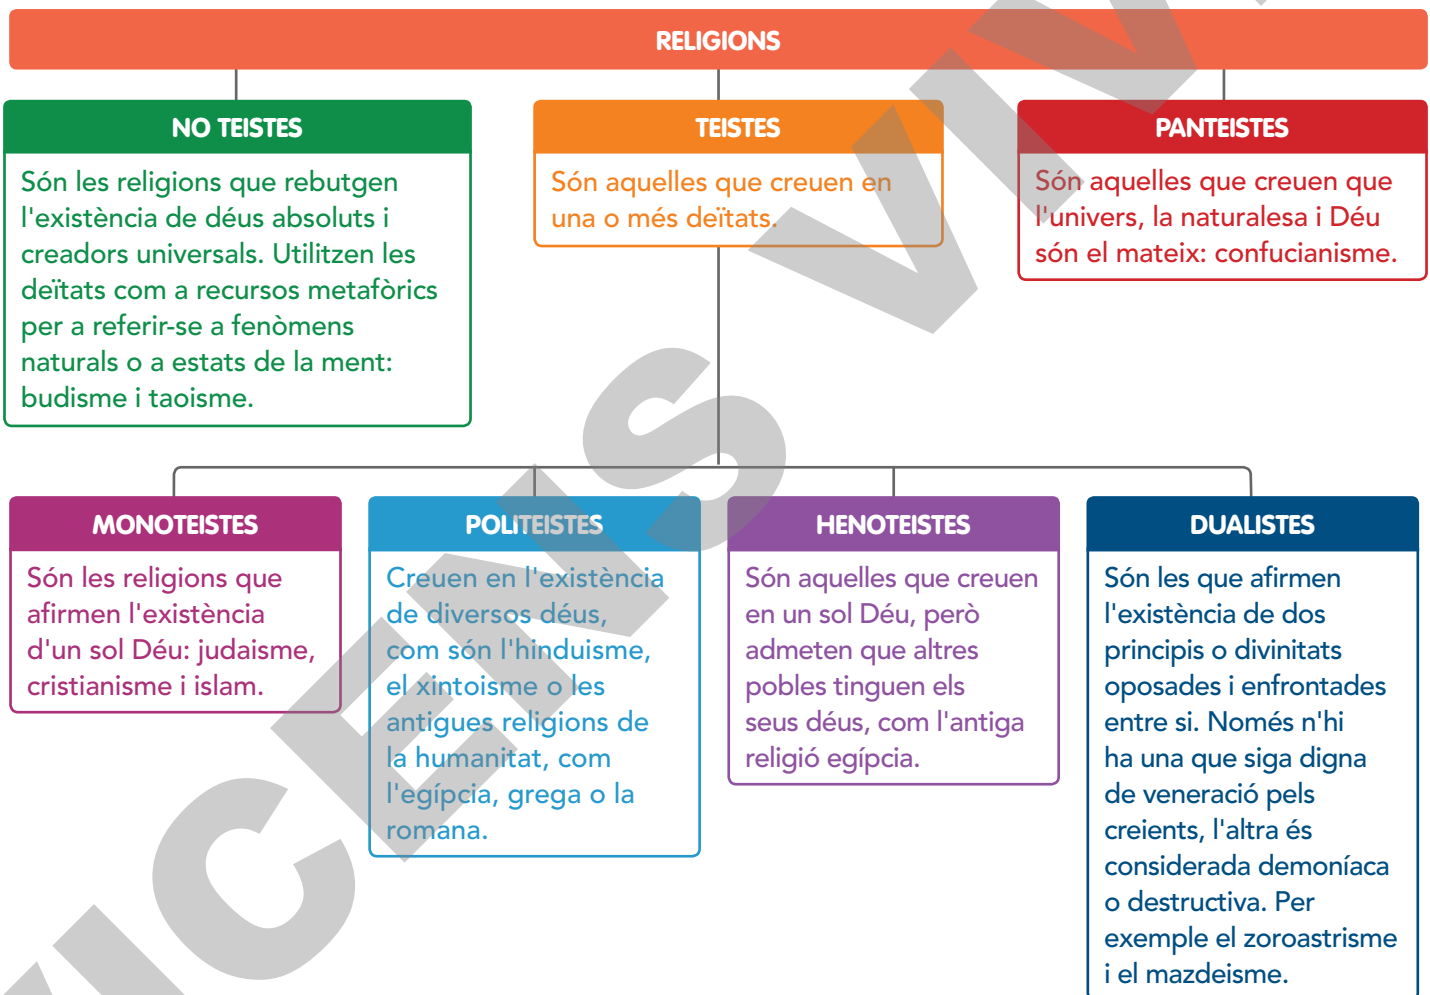 RELIGIONS
NO TEISTES
Són les religions que rebutgen
l'existència de déus absoluts i
creadors universals. Utilitzen les
deïtats com a recursos metafòrics
per a referir-se a fenòmens
naturals o a estats de la ment:
budisme i taoisme.
TEISTES
Són aquelles que creuen en
una o més deïtats.
PANTEISTES
Són aquelles que creuen que
l'univers, la naturalesa i Déu
són el mateix: confucianisme.
MONOTEISTES
Són les religions que
afirmen l'existència
d'un sol Déu: judaisme,
cristianisme i islam.
POLITEISTES
Creuen en l'existència
de diversos déus,
com són l'hinduisme,
el xintoisme o les
antigues religions de
la humanitat, com
l'egípcia, grega o la
romana.
HENOTEISTES
Són aquelles que creuen
en un sol Déu, però
admeten que altres
pobles tinguen els
seus déus, com l'antiga
religió egípcia.
DUALISTES
Són les que afirmen
l'existència de dos
principis o divinitats
oposades i enfrontades
entre si. Només n'hi
ha una que siga digna
de veneració pels
creients, l'altra és
considerada demoníaca
o destructiva. Per
exemple el zoroastrisme
i el mazdeisme.
VICENS VIV